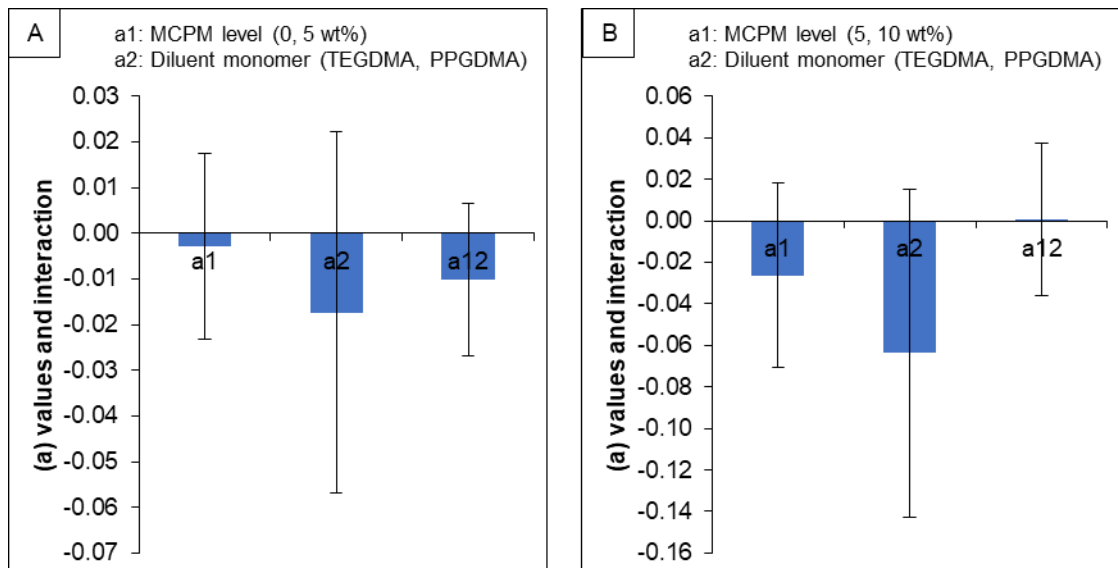 A
a1: MCPM level (0, 5 wt%)
a2: Diluent monomer (TEGDMA, PPGDMA)
(a) values and interaction
0.03
0.02
0.01
0.00
-0.01
-0.02
-0.03
-0.04
-0.05
-0.06
-0.07
a1
a2
a12
B
a1: MCPM level (5, 10 wt%)
a2: Diluent monomer (TEGDMA, PPGDMA)
(a) values and interaction
0.06
0.04
0.02
0.00
-0.02
-0.04
-0.06
-0.08
-0.10
-0.12
-0.14
-0.16
a1
a2
a12